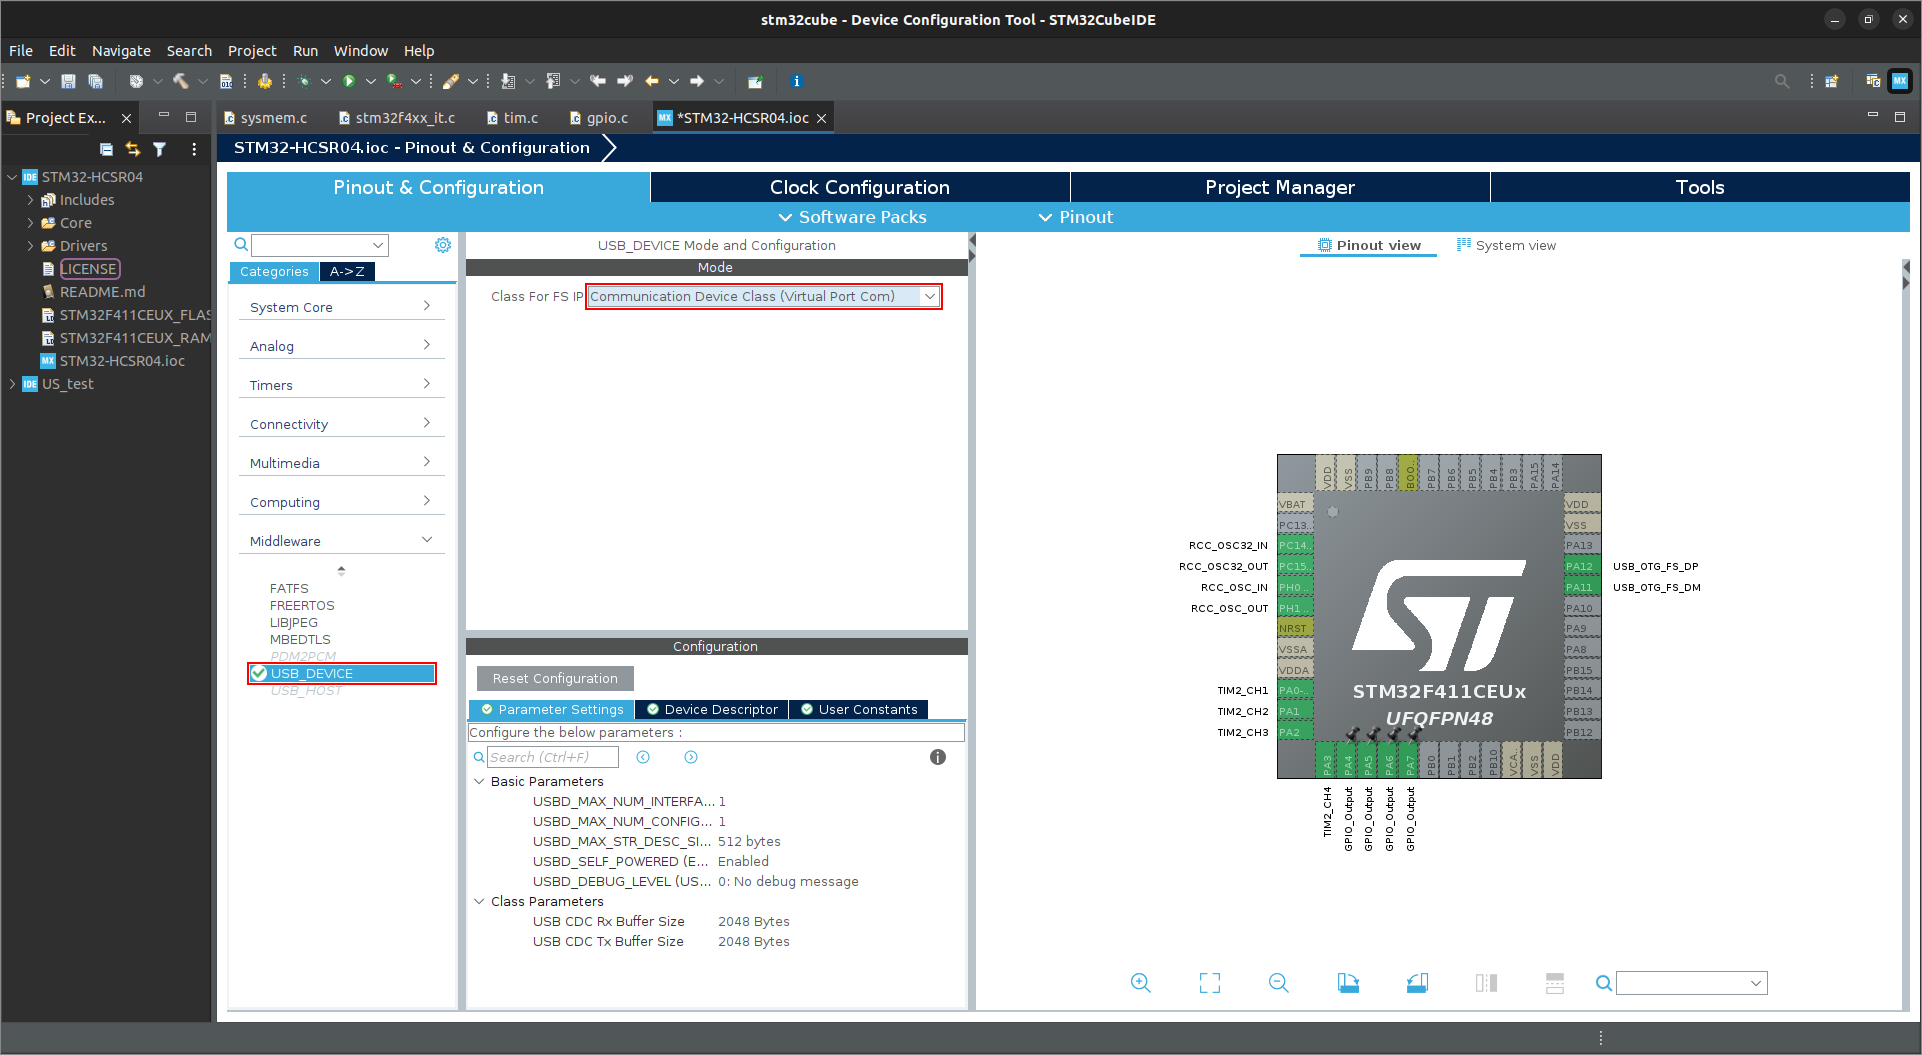 stm32cube - Device Configuration Tool - STM32CubeIDE
File Edit Navigate Search Project Run Window Help
MX
Project Ex...
sysmem.c
stm32f4xx_it.c
tim.c
gpio.c
MX *STM32-HCSR04.ioc
STM32-HCSR04.ioc - Pinout & Configuration
IDE STM32-HCSR04
Includes
Core
Drivers
LICENSE
README.md
STM32F411CEUX_FLAS
STM32F411CEUX_RAM
MX STM32-HCSR04.ioc
IDE US_test
Pinout & Configuration
Clock Configuration
Project Manager
Tools
Software Packs
Pinout
Categories
A->Z
System Core
Analog
Timers
Connectivity
Multimedia
Computing
Middleware
FATFS
FREERTOS
LIBJPEG
MBEDTLS
PDM2PCM
USB_DEVICE
USB_HOST
USB_DEVICE Mode and Configuration
Mode
Class For FS IP Communication Device Class (Virtual Port Com)
Configuration
Reset Configuration
Parameter Settings
Device Descriptor
User Constants
Configure the below parameters :
Search (Ctrl+F)
Basic Parameters
USBD_MAX_NUM_INTERFA... 1
USBD_MAX_NUM_CONFIG... 1
USBD_MAX_STR_DESC_SI... 512 bytes
USBD_SELF_POWERED (E... Enabled
USBD_DEBUG_LEVEL (US... 0: No debug message
Class Parameters
USB CDC Rx Buffer Size 2048 Bytes
USB CDC Tx Buffer Size 2048 Bytes
Pinout view
System view
VDD VSS PB9 PB8 BOO.. PB7 PB6 PB5 PB4 PB3 PA15 PA14
VBAT
PC13..
RCC_OSC32_IN PC14..
RCC_OSC32_OUT PC15..
RCC_OSC_IN PH0 ..
RCC_OSC_OUT PH1 ..
NRST
VSSA
VDDA
TIM2_CH1 PA0-..
TIM2_CH2 PA1
TIM2_CH3 PA2
ST
STM32F411CEUx
UFQFPN48
VDD
VSS
PA13
PA12 USB_OTG_FS_DP
PA11 USB_OTG_FS_DM
PA10
PA9
PA8
PB15
PB14
PB13
PB12
PA3 PA4 PA5 PA6 PA7 PB0 PB1 PB2 PB10 VCA.. VSS VDD
TIM2_CH4 GPIO_Output GPIO_Output GPIO_Output GPIO_Output